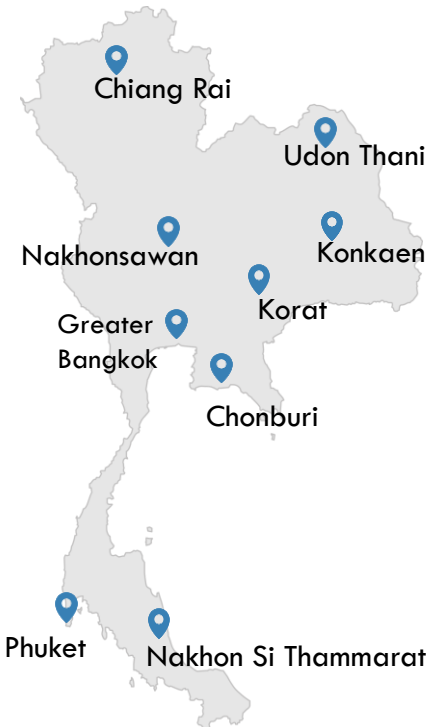 Chiang Rai
Udon Thani
Nakhonsawan
Konkaen
Korat
Greater
Bangkok
Chonburi
Phuket
Nakhon Si Thammarat